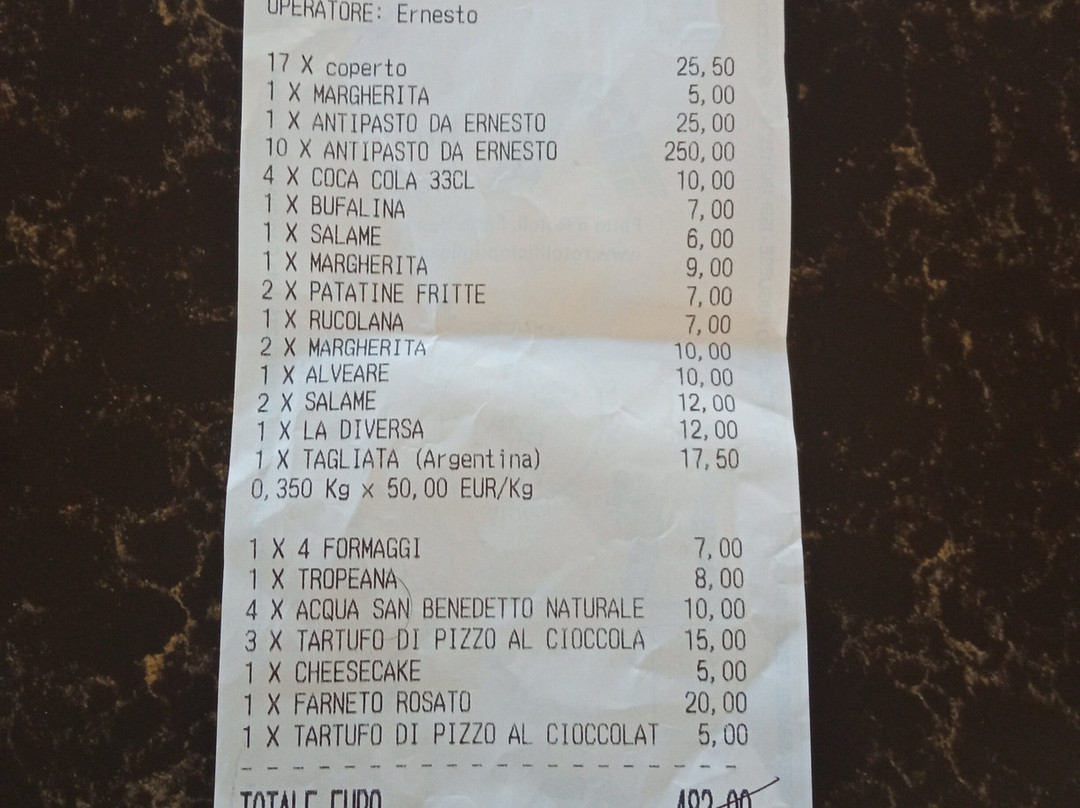 OPERATORE: Ernesto
17 X coperto 25,50
1 X MARGHERITA 5,00
1 X ANTIPASTO DA ERNESTO 25,00
10 X ANTIPASTO DA ERNESTO 250,00
4 X COCA COLA 33CL 10,00
1 X BUFALINA 7,00
1 X SALAME 6,00
1 X MARGHERITA 9,00
2 X PATATINE FRITTE 7,00
1 X RUCOLANA 7,00
2 X MARGHERITA 10,00
1 X ALVEARE 10,00
2 X SALAME 12,00
1 X LA DIVERSA 12,00
1 X TAGLIATA (Argentina) 17,50
0,350 Kg x 50,00 EUR/Kg
1 X 4 FORMAGGI 7,00
1 X TROPEANA 8,00
4 X ACQUA SAN BENEDETTO NATURALE 10,00
3 X TARTUFO DI PIZZO AL CIOCCOLA 15,00
1 X CHEESECAKE 5,00
1 X FARNETO ROSATO 20,00
1 X TARTUFO DI PIZZO AL CIOCCOLAT 5,00
TOTALE EURO